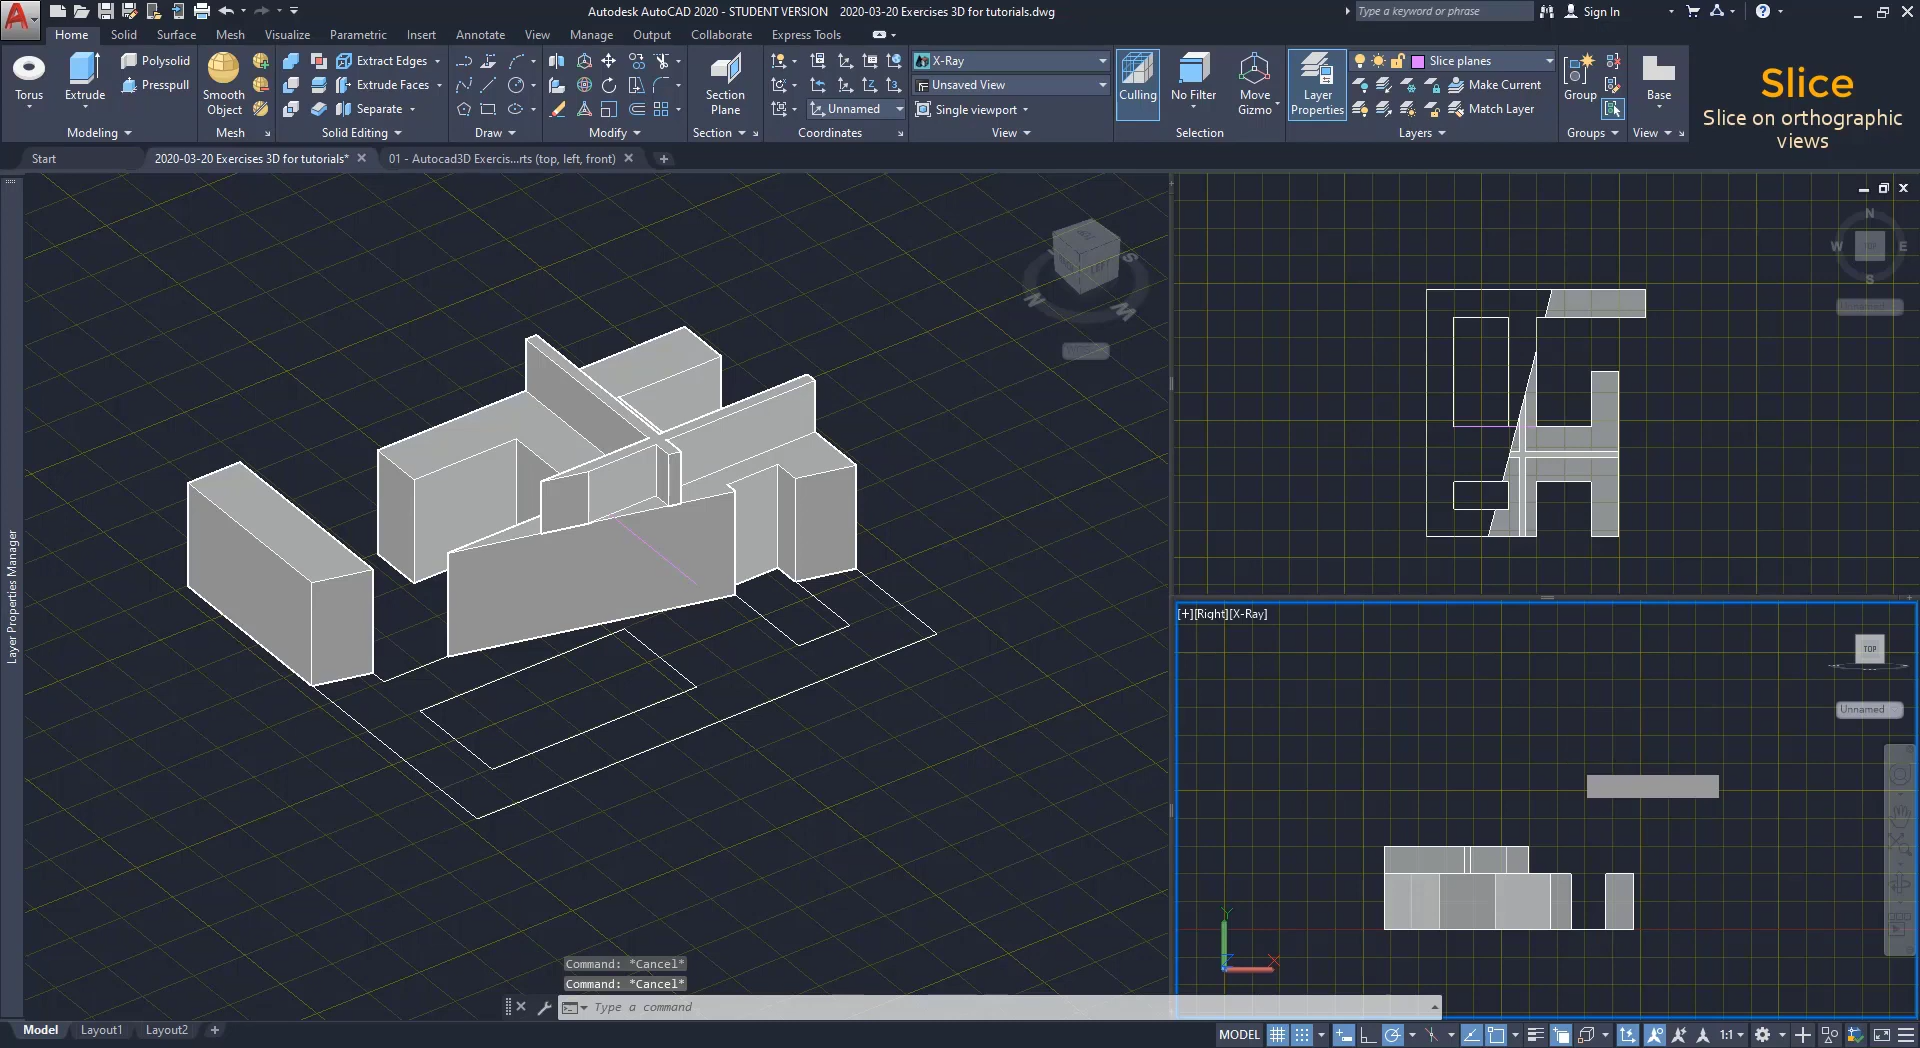 Autodesk AutoCAD 2020 - STUDENT VERSION 2020-03-20 Exercises 3D for tutorials.dwg
Type a keyword or phrase
Sign In
Home Solid Surface Mesh Visualize Parametric Insert Annotate View Manage Output Collaborate Express Tools
Torus
Extrude
Polysolid
Presspull
Modeling
Smooth Object
Mesh
Extract Edges
Extrude Faces
Separate
Solid Editing
Draw
Modify
Section Plane
Section
Unnamed
Coordinates
X-Ray
Unsaved View
Single viewport
View
Culling
No Filter
Move Gizmo
Selection
Layer Properties
Slice planes
Make Current
Match Layer
Layers
Group
Groups
Base
View
Slice
Slice on orthographic
views
Start
2020-03-20 Exercises 3D for tutorials*
01 - Autocad3D Exercis...rts (top, left, front)
Layer Properties Manager
N
W
TOP
E
S
S
N
W
LEFT
[+][Right][X-Ray]
TOP
Unnamed
Y
X
Command: *Cancel*
Command: *Cancel*
Type a command
Model Layout1 Layout2
MODEL
1:1